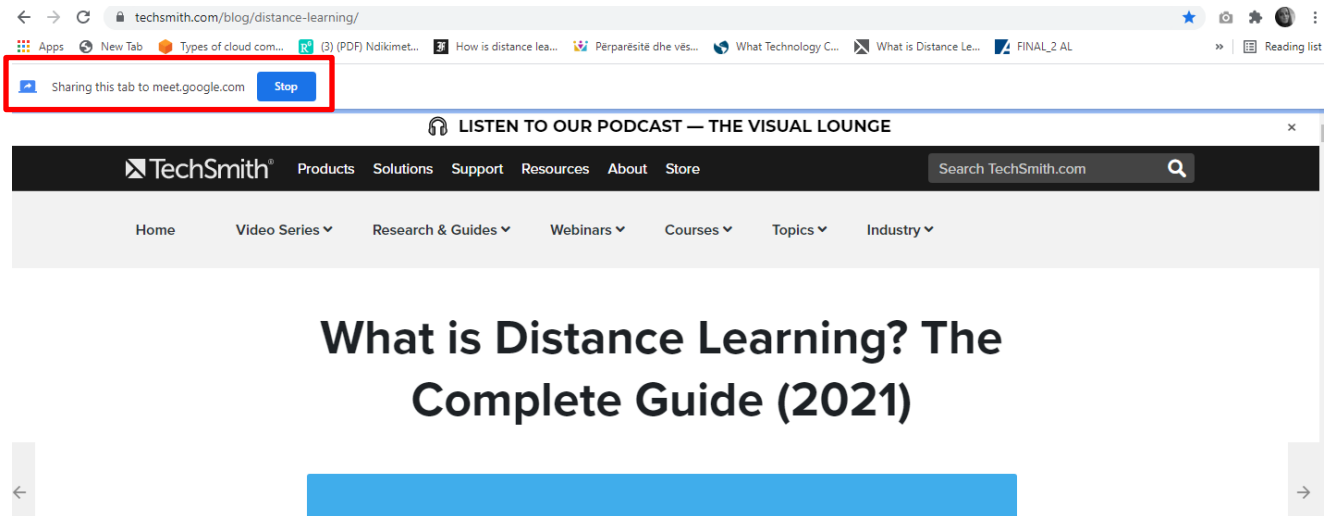 techsmith.com/blog/distance-learning/
Apps New Tab Types of cloud com... R⁶ (3) (PDF) Ndikimet... How is distance lea... Përparësitë dhe vës... What Technology C... What is Distance Le... FINAL_2 AL » Reading list
Sharing this tab to meet.google.com Stop
LISTEN TO OUR PODCAST — THE VISUAL LOUNGE ×
TechSmith® Products Solutions Support Resources About Store Search TechSmith.com
Home Video Series Research & Guides Webinars Courses Topics Industry
What is Distance Learning? The
Complete Guide (2021)